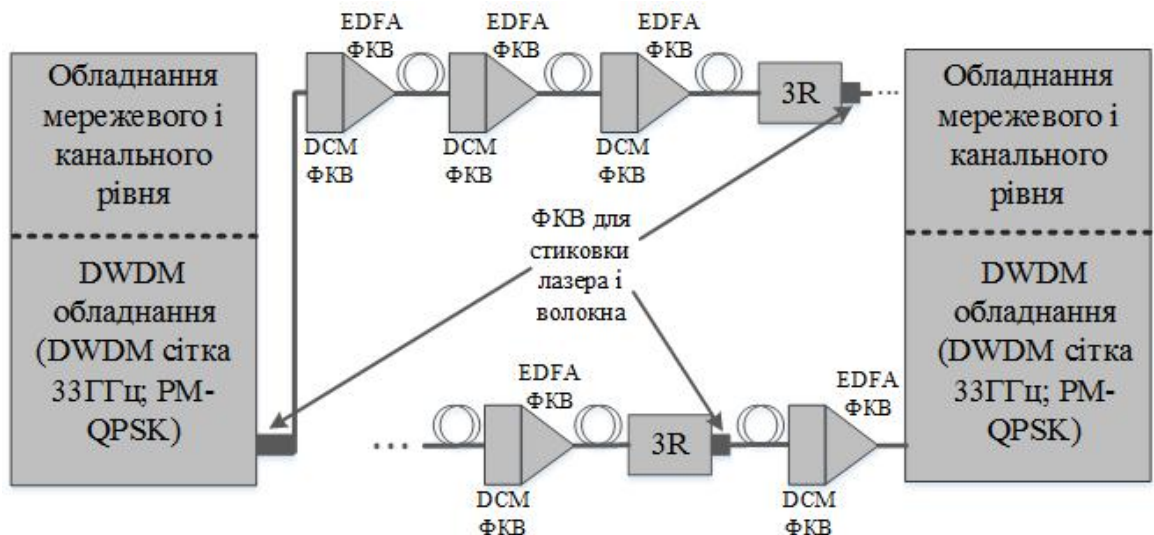 EDFA
ФКВ
EDFA
ФКВ
EDFA
ФКВ
DCM
ФКВ
DCM
ФКВ
DCM
ФКВ
3R
...
Обладнання
мережевого і
канального
рівня
DWDM
обладнання
(DWDM сітка
33ГГц; PM-
QPSK)
ФКВ для
стиковки
лазера і
волокна
Обладнання
мережевого і
канального
рівня
DWDM
обладнання
(DWDM сітка
33ГГц; PM-
QPSK)
...
EDFA
ФКВ
DCM
ФКВ
3R
EDFA
ФКВ
DCM
ФКВ